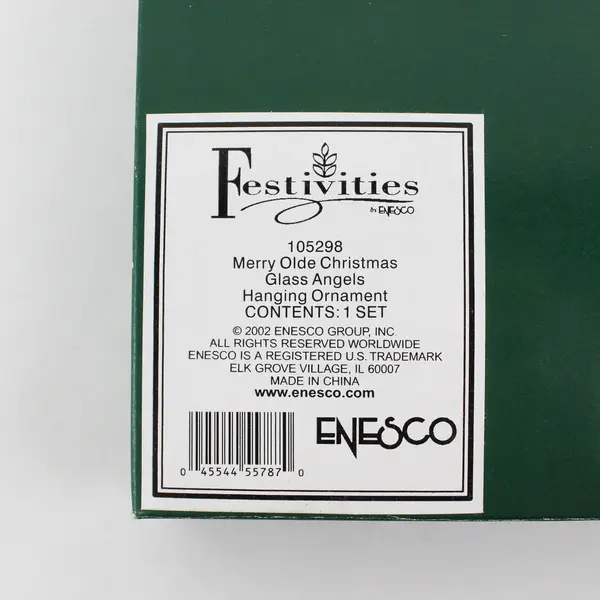 Festivities
by ENESCO
105298
Merry Olde Christmas
Glass Angels
Hanging Ornament
CONTENTS: 1 SET
© 2002 ENESCO GROUP, INC.
ALL RIGHTS RESERVED WORLDWIDE
ENESCO IS A REGISTERED U.S. TRADEMARK
ELK GROVE VILLAGE, IL 60007
MADE IN CHINA
www.enesco.com
ENESCO
0 45544 55787 0